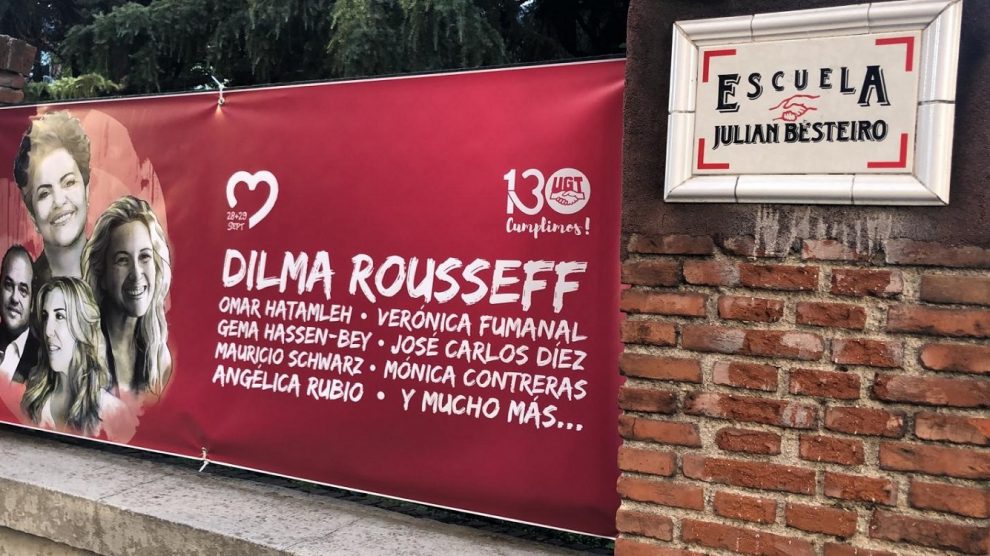 28+29
SEPT
130
UGT
Cumplimos!
DILMA ROUSSEFF
OMAR HATAMLEH • VERÓNICA FUMANAL
GEMA HASSEN-BEY • JOSÉ CARLOS DÍEZ
MAURICIO SCHWARZ • MÓNICA CONTRERAS
ANGÉLICA RUBIO • Y MUCHO MÁS...
ESCUELA
JULIAN BESTEIRO